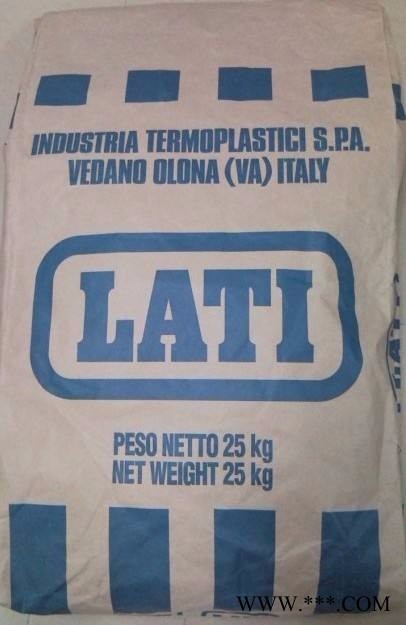 INDUSTRIA TERMOPLASTICI S.P.A.
VEDANO OLONA (VA) ITALY
LATI
PESO NETTO 25 kg
NET WEIGHT 25 kg
WWW.***.COM